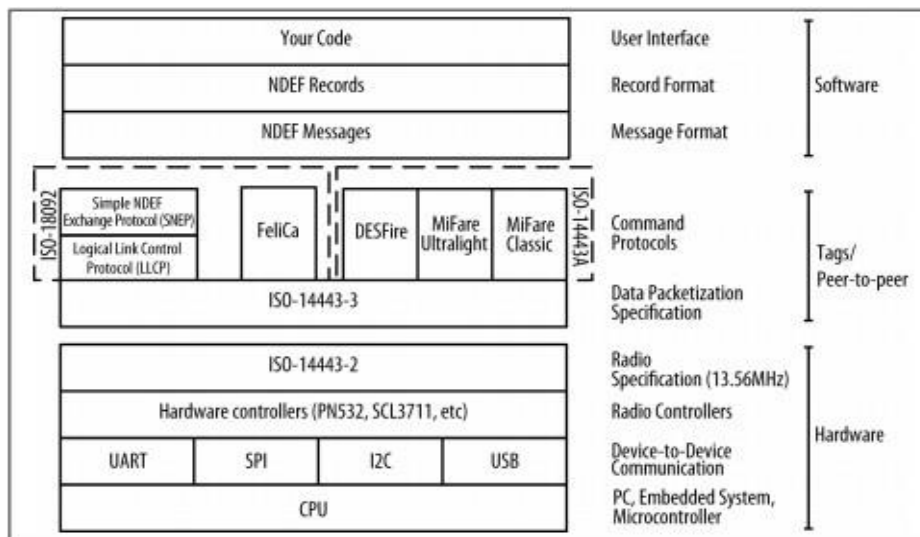 Your Code
User Interface
NDEF Records
Record Format
Software
NDEF Messages
Message Format
ISO-18092
Simple NDEF
Exchange Protocol (SNEP)
Logical Link Control
Protocol (LLCP)
FeliCa
DESFire
MiFare
Ultralight
MiFare
Classic
ISO-14443A
Command
Protocols
Tags/
Peer-to-peer
ISO-14443-3
Data Packetization
Specification
ISO-14443-2
Radio
Specification (13.56MHz)
Hardware controllers (PN532, SCL3711, etc)
Radio Controllers
Hardware
UART
SPI
I2C
USB
Device-to-Device
Communication
CPU
PC, Embedded System,
Microcontroller